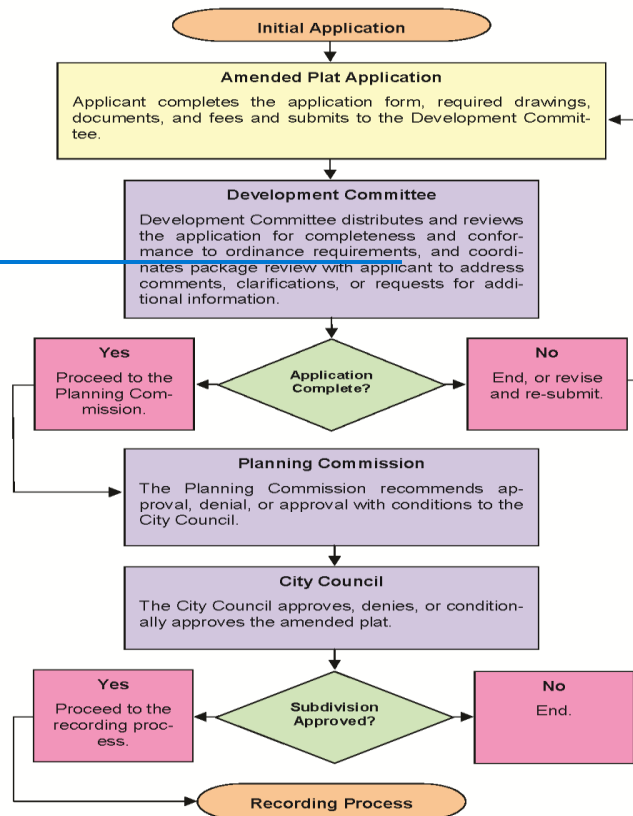 Initial Application
Amended Plat Application
Applicant completes the application form, required drawings,
documents, and fees and submits to the Development Commit-
tee.
Development Committee
Development Committee distributes and reviews
the application for completeness and confor-
mance to ordinance requirements, and coordi-
nates package review with applicant to address
comments, clarifications, or requests for addi-
tional information.
Yes
Proceed to the
Planning Com-
mission.
Application
Complete?
No
End, or revise
and re-submit.
Planning Commission
The Planning Commission recommends ap-
proval, denial, or approval with conditions to the
City Council.
City Council
The City Council approves, denies, or condition-
ally approves the amended plat.
Yes
Proceed to the
recording proc-
ess.
Subdivision
Approved?
No
End.
Recording Process